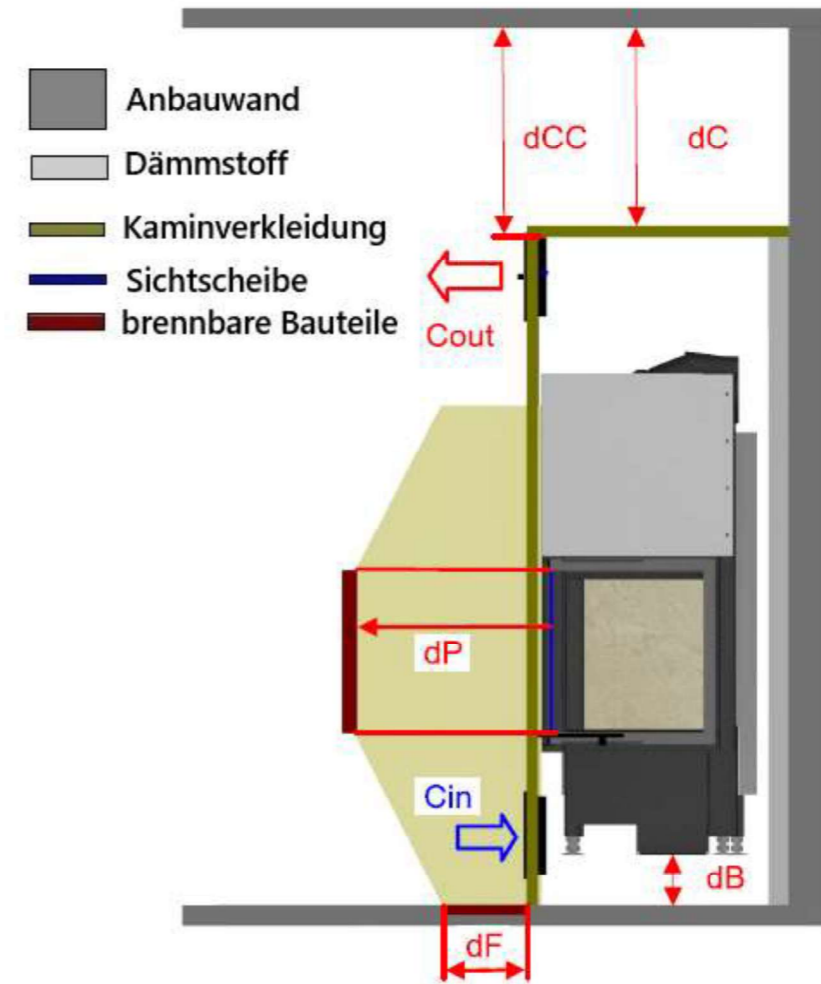 Anbauwand
Dämmstoff
Kaminverkleidung
Sichtscheibe
brennbare Bauteile
dCC
dC
Cout
dP
Cin
dB
dF